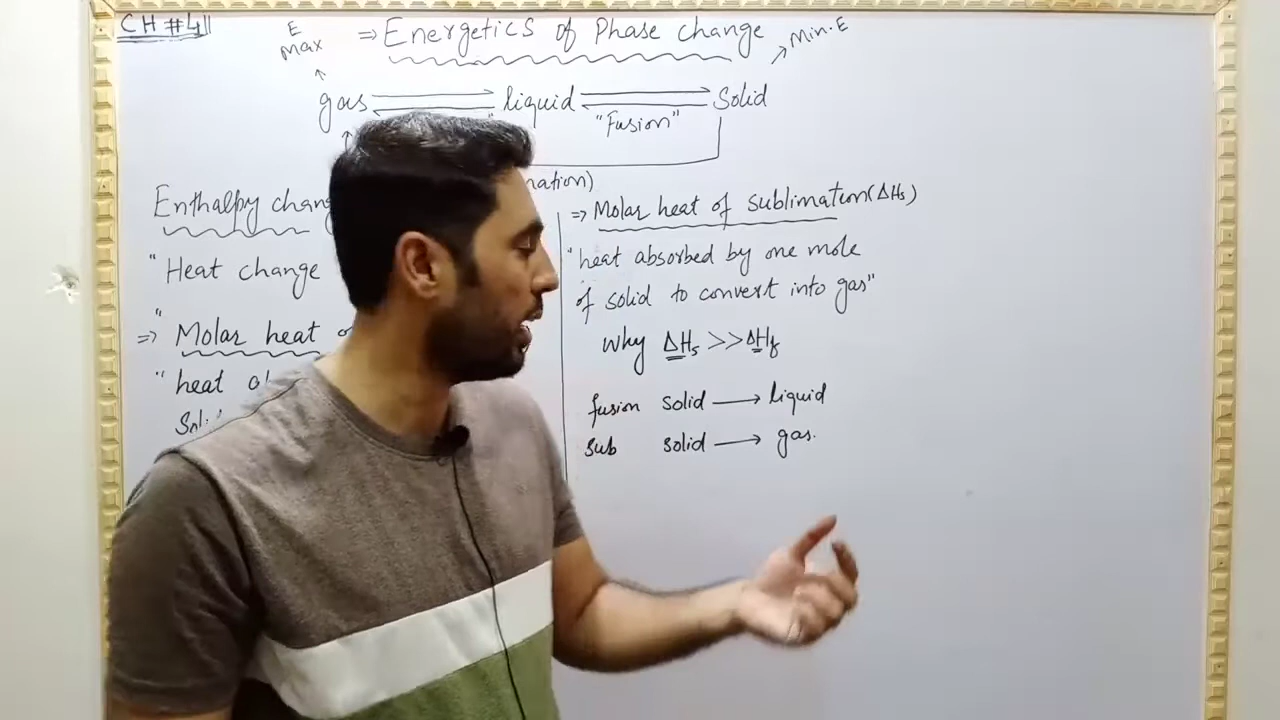 CH #4
E
max
⇒ Energetics of Phase change
Min. E
gas ⇌ liquid ⇌ Solid
"Fusion"
Enthalpy
⇒ Molar heat of sublimation (ΔHs)
"Heat change
"heat absorbed by one mole
of solid to convert into gas"
"
⇒ Molar heat
why ΔHs >> ΔHf
"heat
fusion solid → liquid
sub solid → gas.